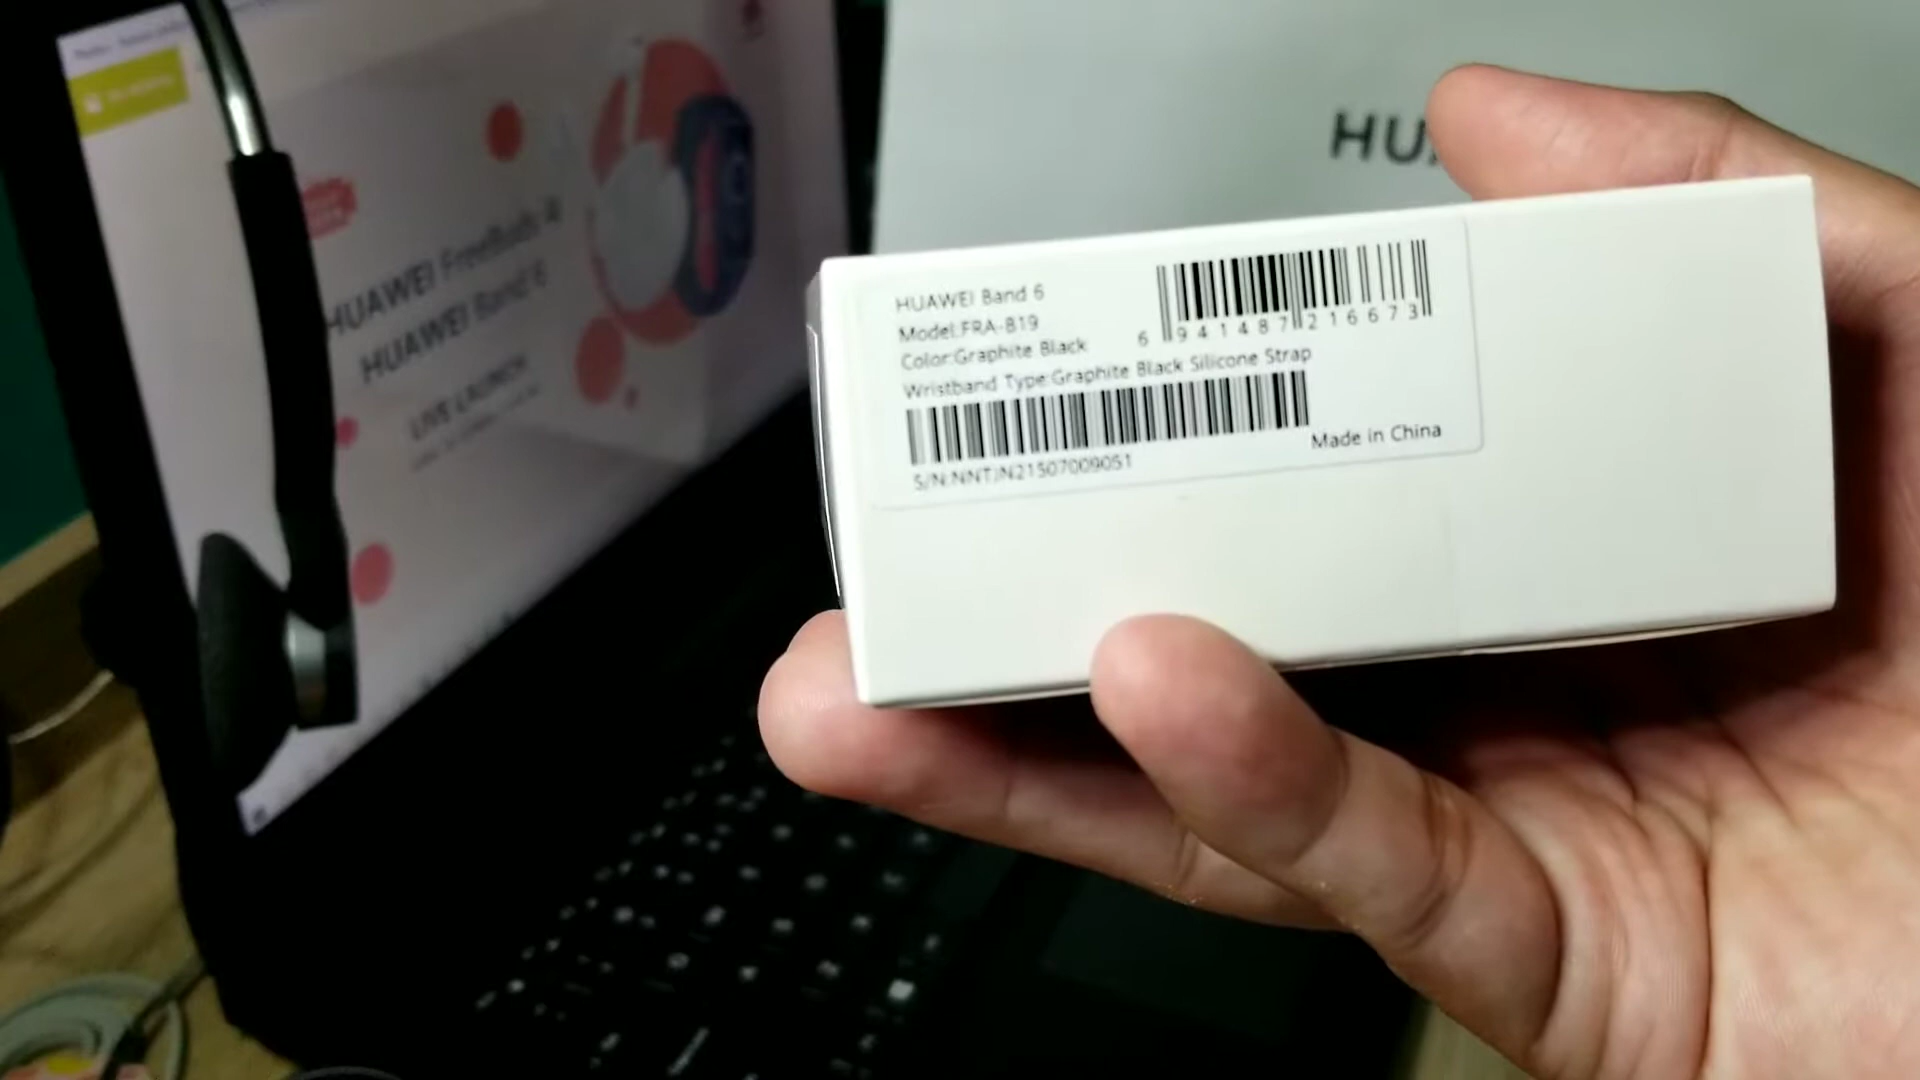 HUAWEI FreeBuds 4i
HUAWEI Band 6
LIVE LAUNCH
HU
HUAWEI Band 6
Model:FRA-B19
Color:Graphite Black
6 941487 216673
Wristband Type:Graphite Black Silicone Strap
Made in China
S/N:NNTJN21507009051